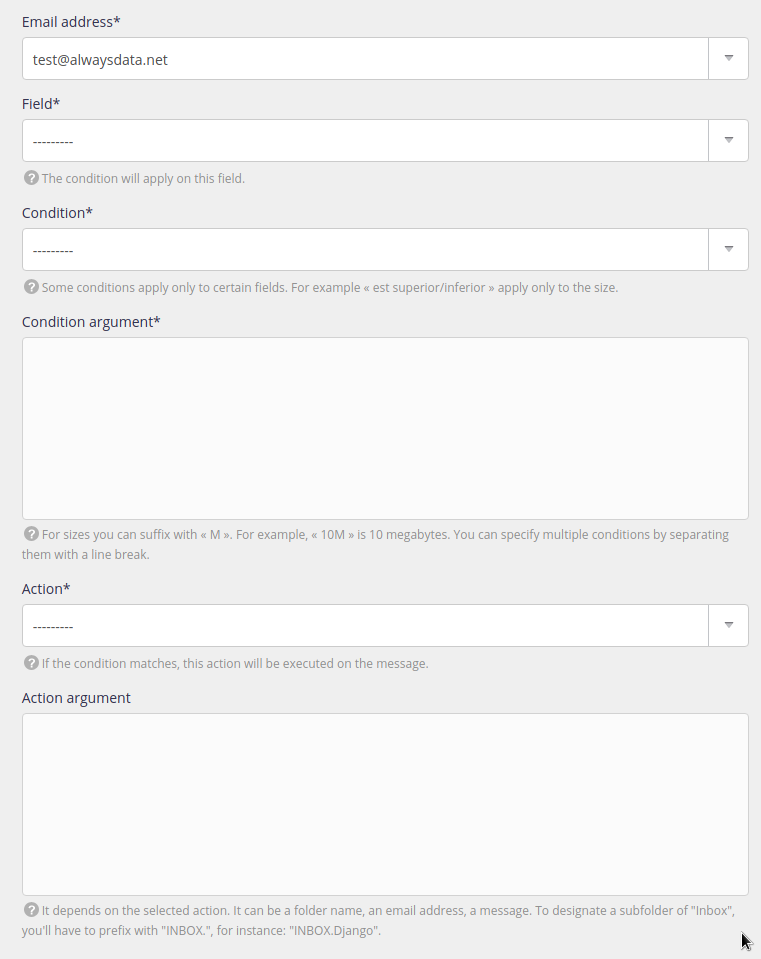 Email address*
test@alwaysdata.net
Field*
---------
The condition will apply on this field.
Condition*
---------
Some conditions apply only to certain fields. For example « est superior/inferior » apply only to the size.
Condition argument*
For sizes you can suffix with « M ». For example, « 10M » is 10 megabytes. You can specify multiple conditions by separating
them with a line break.
Action*
---------
If the condition matches, this action will be executed on the message.
Action argument
It depends on the selected action. It can be a folder name, an email address, a message. To designate a subfolder of "Inbox",
you'll have to prefix with "INBOX.", for instance: "INBOX.Django".